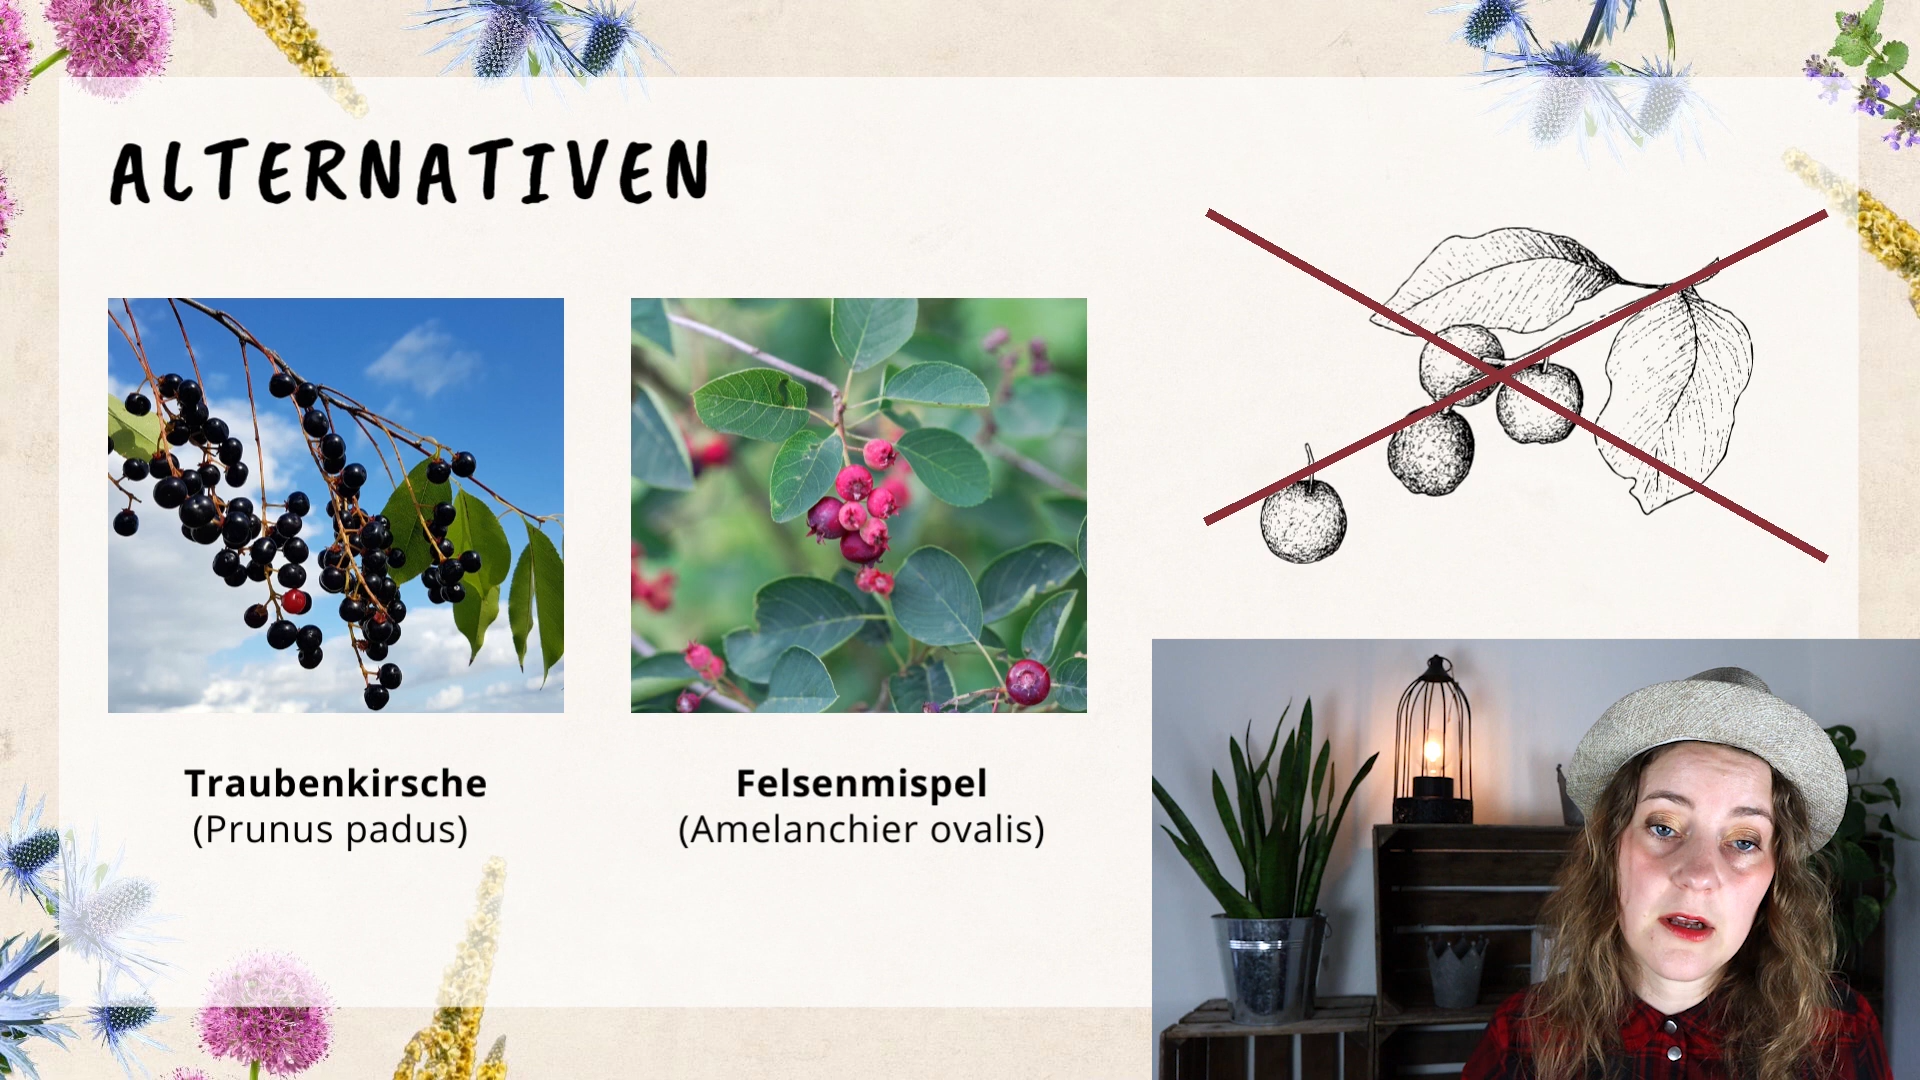 ALTERNATIVEN
Traubenkirsche
(Prunus padus)
Felsenmispel
(Amelanchier ovalis)